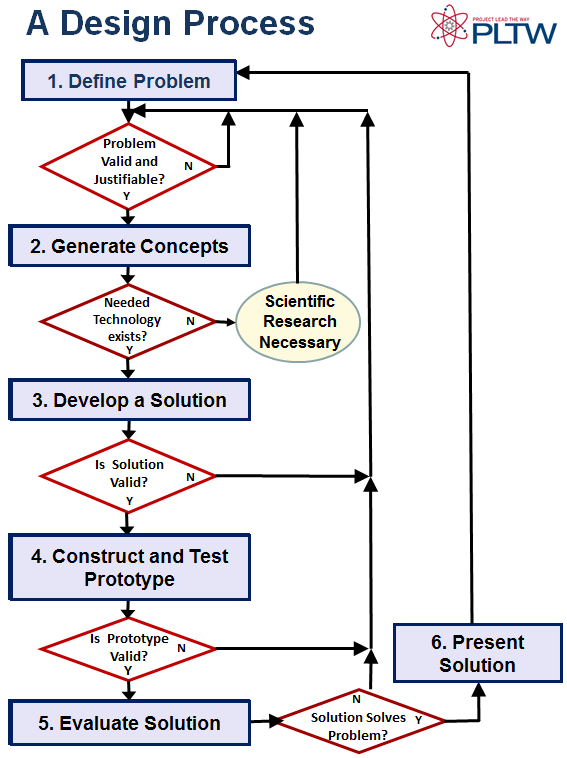 A Design Process
PROJECT LEAD THE WAY
PLTW
1. Define Problem
Problem
Valid and
Justifiable?
N
Y
2. Generate Concepts
Needed
Technology
exists?
N
Y
Scientific
Research
Necessary
3. Develop a Solution
Is Solution
Valid?
N
Y
4. Construct and Test
Prototype
Is Prototype
Valid?
N
Y
5. Evaluate Solution
N
Solution Solves
Problem?
Y
6. Present
Solution